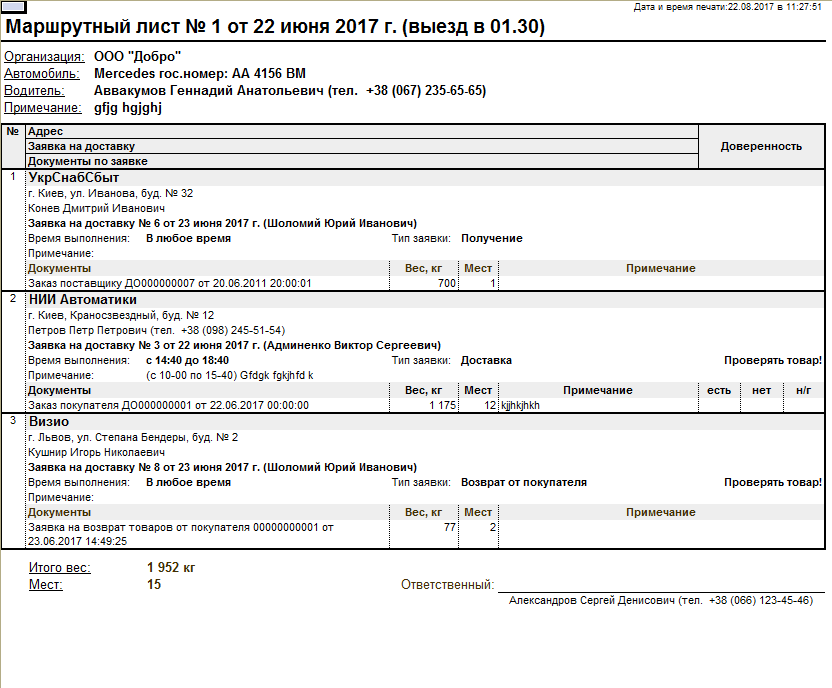 Дата и время печати:22.08.2017 в 11:27:51
Маршрутный лист № 1 от 22 июня 2017 г. (выезд в 01.30)
Организация: ООО "Добро"
Автомобиль: Mercedes гос.номер: АА 4156 ВМ
Водитель: Аввакумов Геннадий Анатольевич (тел. +38 (067) 235-65-65)
Примечание: gfjg hgjghj
№ Адрес
Заявка на доставку Доверенность
Документы по заявке
1 УкрСнабСбыт
г. Киев, ул. Иванова, буд. № 32
Конев Дмитрий Иванович
Заявка на доставку № 6 от 23 июня 2017 г. (Шоломий Юрий Иванович)
Время выполнения: В любое время Тип заявки: Получение
Примечание:
Документы Вес, кг Мест Примечание
Заказ поставщику ДО000000007 от 20.06.2011 20:00:01 700 1
2 НИИ Автоматики
г. Киев, Краносзвездный, буд. № 12
Петров Петр Петрович (тел. +38 (098) 245-51-54)
Заявка на доставку № 3 от 22 июня 2017 г. (Админенко Виктор Сергеевич)
Время выполнения: с 14:40 до 18:40 Тип заявки: Доставка Проверять товар!
Примечание: (с 10-00 по 15-40) Gfdgk fgkjhfd k
Документы Вес, кг Мест Примечание есть нет н/г
Заказ покупателя ДО000000001 от 22.06.2017 00:00:00 1 175 12 kjjhkjhkh
3 Визио
г. Львов, ул. Степана Бендеры, буд. № 2
Кушнир Игорь Николаевич
Заявка на доставку № 8 от 23 июня 2017 г. (Шоломий Юрий Иванович)
Время выполнения: В любое время Тип заявки: Возврат от покупателя Проверять товар!
Примечание:
Документы Вес, кг Мест Примечание
Заявка на возврат товаров от покупателя 00000000001 от 77 2
23.06.2017 14:49:25
Итого вес: 1 952 кг
Мест: 15 Ответственный:
Александров Сергей Денисович (тел. +38 (066) 123-45-46)